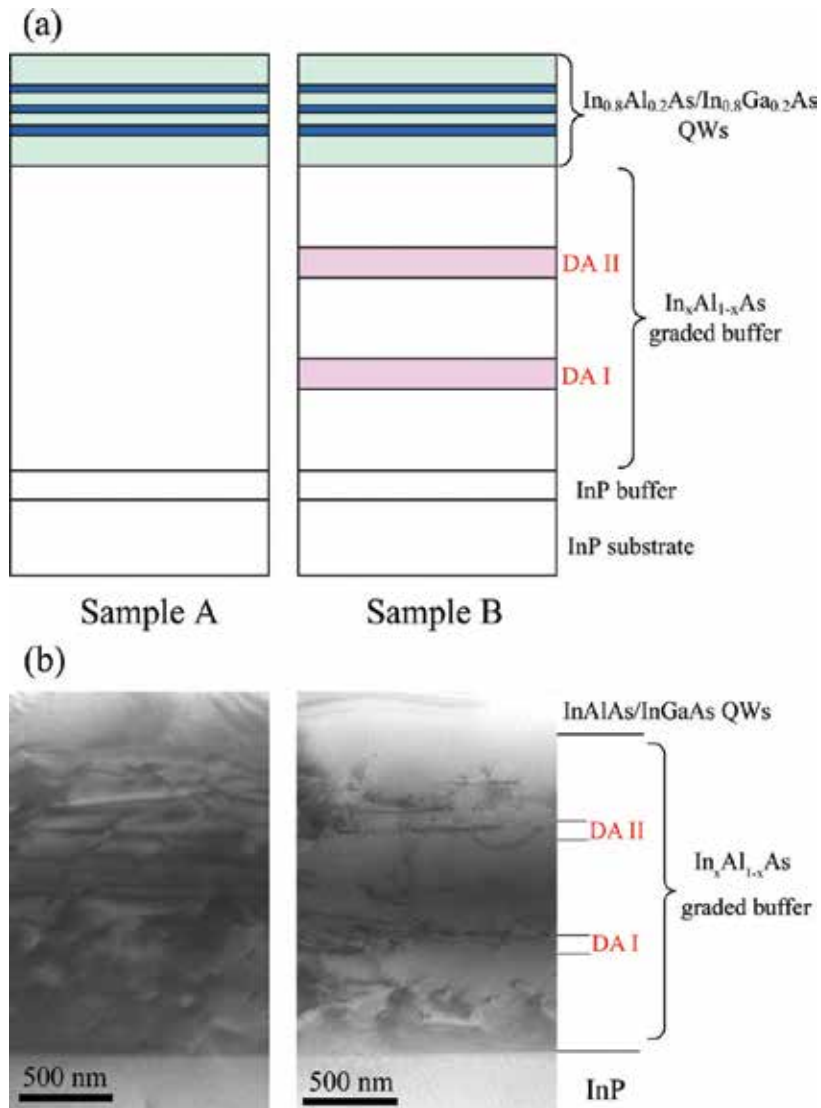 (a)
In₀.₈Al₀.₂As/In₀.₈Ga₀.₂As
QWs
DA II
InₓAl₁₋ₓAs
graded buffer
DA I
InP buffer
InP substrate
Sample A
Sample B
(b)
InAlAs/InGaAs QWs
DA II
InₓAl₁₋ₓAs
graded buffer
DA I
500 nm
500 nm
InP